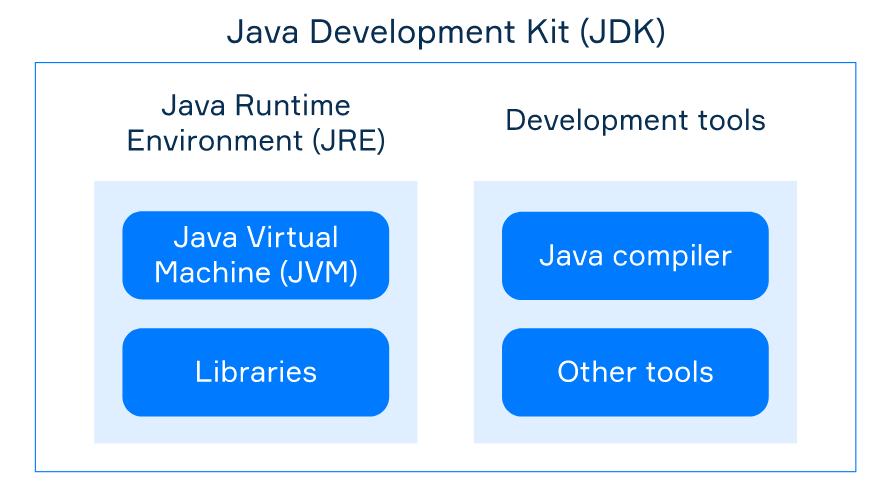 Java Development Kit (JDK)
Java Runtime
Environment (JRE)
Java Virtual
Machine (JVM)
Libraries
Development tools
Java compiler
Other tools